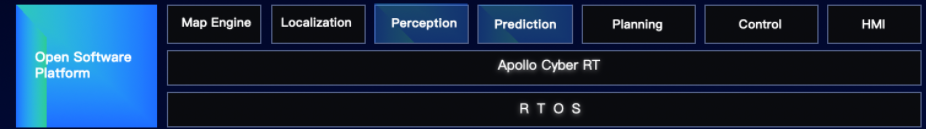 Open Software
Platform
Map Engine
Localization
Perception
Prediction
Planning
Control
HMI
Apollo Cyber RT
R T O S